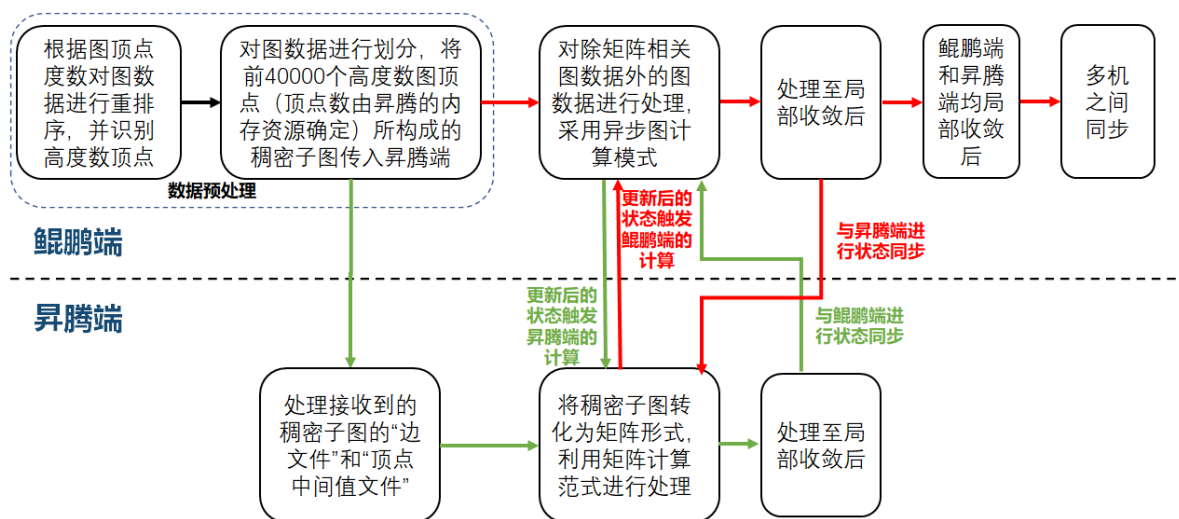 根据图顶点
度数对图数
据进行重排
序，并识别
高度数顶点
对图数据进行划分，将
前40000个高度数图顶
点（顶点数由昇腾的内
存资源确定）所构成的
稠密子图传入昇腾端
数据预处理
对除矩阵相关
图数据外的图
数据进行处理，
采用异步图计
算模式
处理至局
部收敛后
鲲鹏端
和昇腾
端均局
部收敛
后
多机
之间
同步
鲲鹏端
更新后的
状态触发
鲲鹏端的
计算
与昇腾端进
行状态同步
昇腾端
更新后的
状态触发
昇腾端的
计算
与鲲鹏端进
行状态同步
处理接收到的
稠密子图的“边
文件”和“顶点
中间值文件”
将稠密子图转
化为矩阵形式，
利用矩阵计算
范式进行处理
处理至局
部收敛后